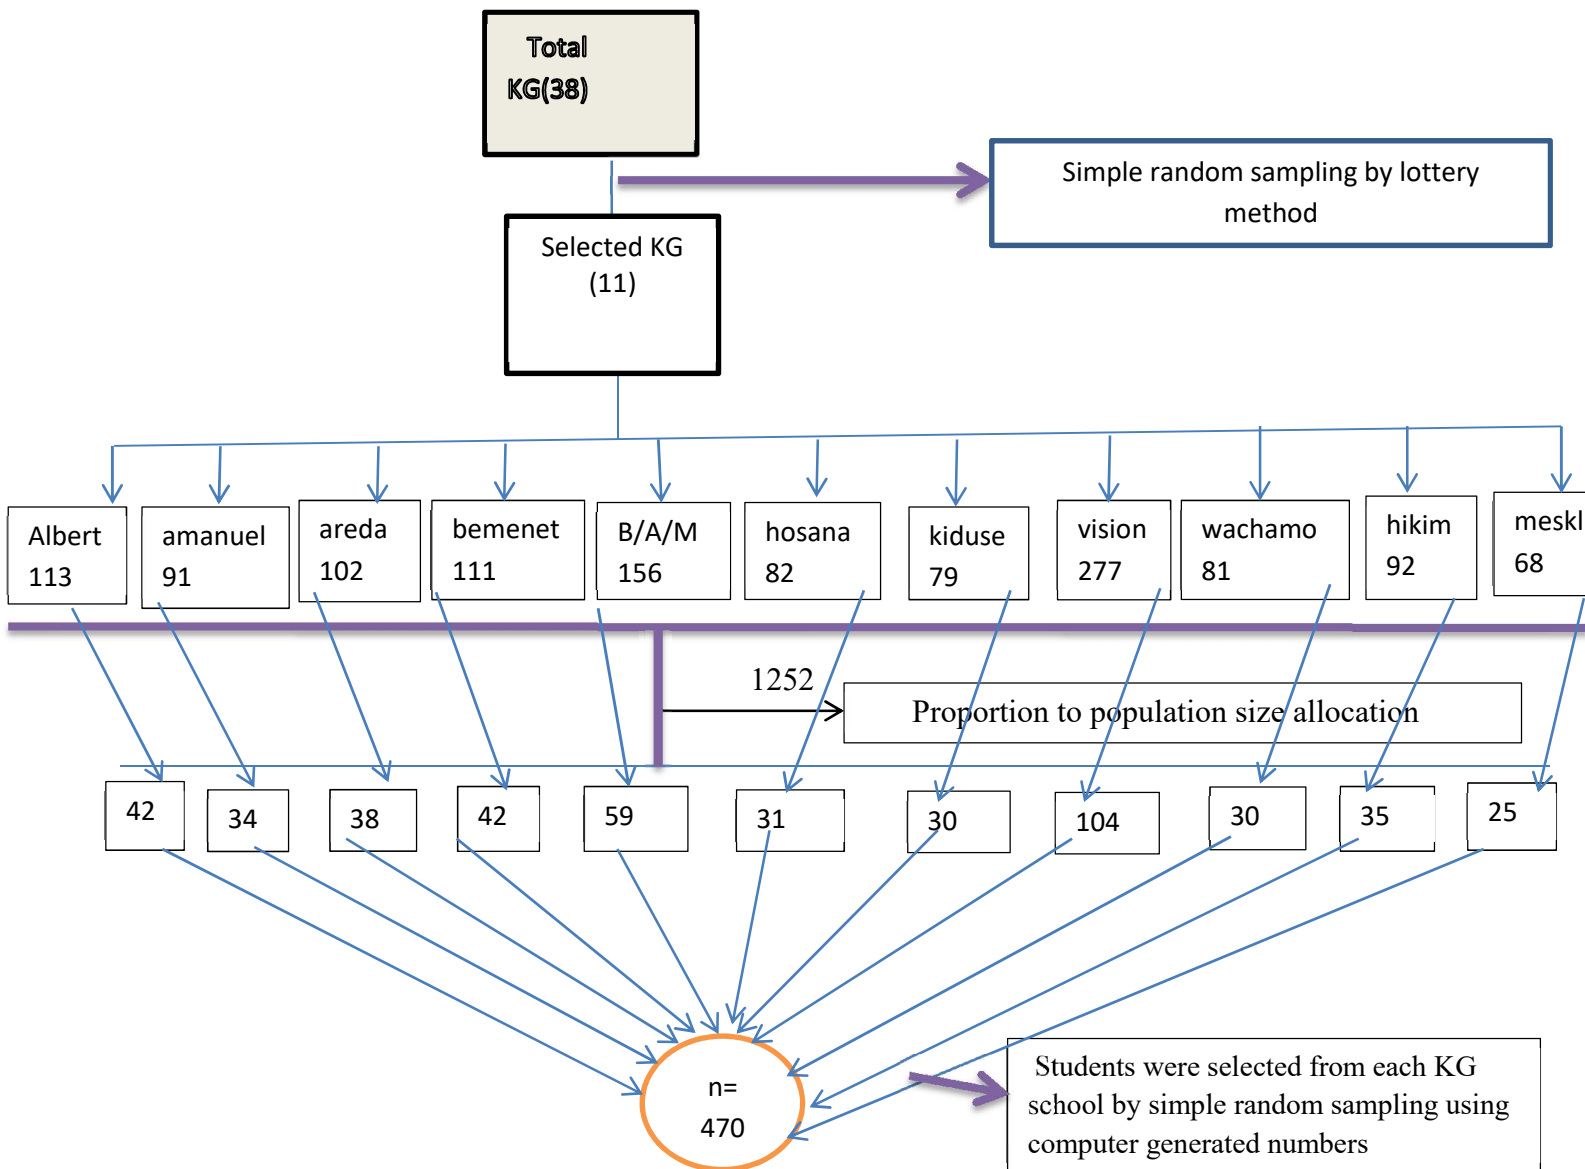 Total
KG(38)
Simple random sampling by lottery
method
Selected KG
(11)
Albert
113
amanuel
91
areda
102
bemenet
111
B/A/M
156
hosana
82
kiduse
79
vision
277
wachamo
81
hikim
92
meskl
68
1252
Proportion to population size allocation
42
34
38
42
59
31
30
104
30
35
25
n=
470
Students were selected from each KG
school by simple random sampling using
computer generated numbers